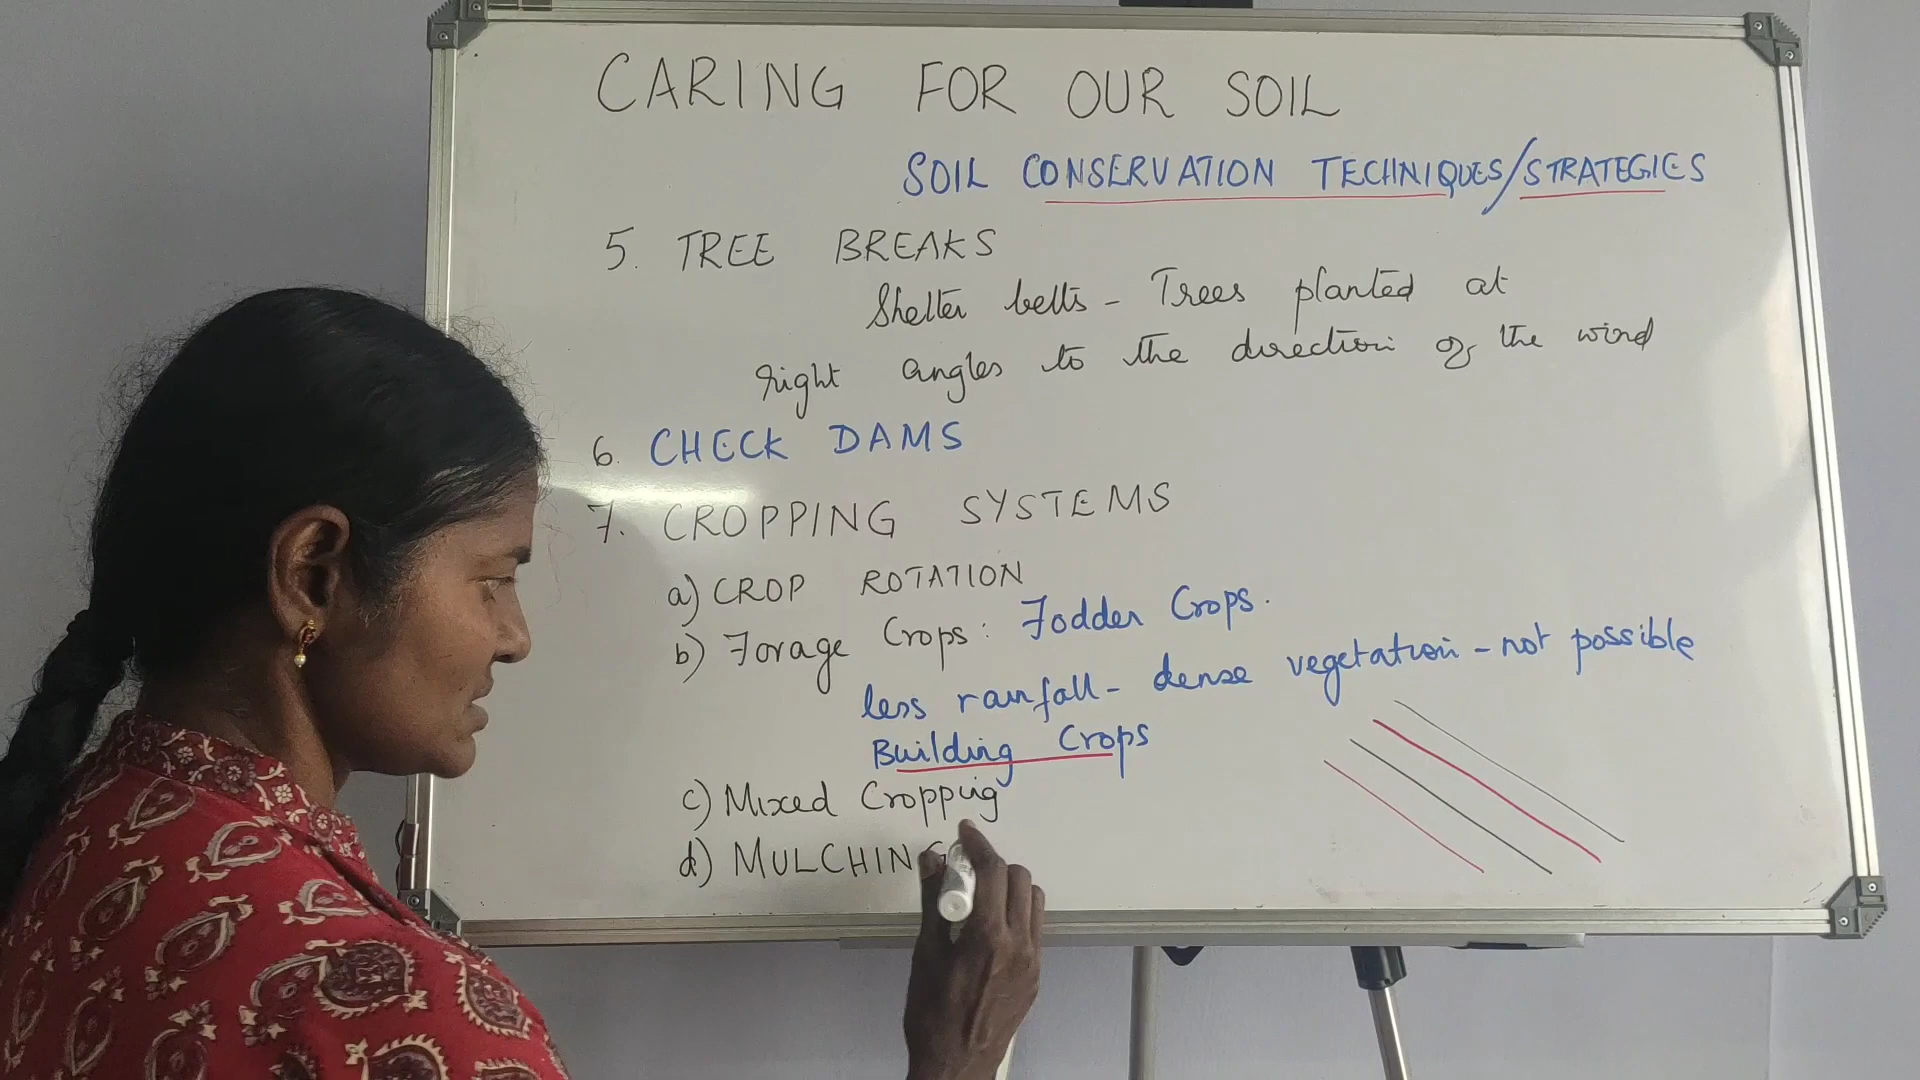 CARING FOR OUR SOIL
SOIL CONSERVATION TECHNIQUES/STRATEGIES
5. TREE BREAKS
Shelter belts - Trees planted at
right angles to the direction of the wind
6. CHECK DAMS
7. CROPPING SYSTEMS
a) CROP ROTATION
b) Forage Crops: Fodder Crops.
less rainfall - dense vegetation - not possible
Building Crops
c) Mixed Cropping
d) MULCHING